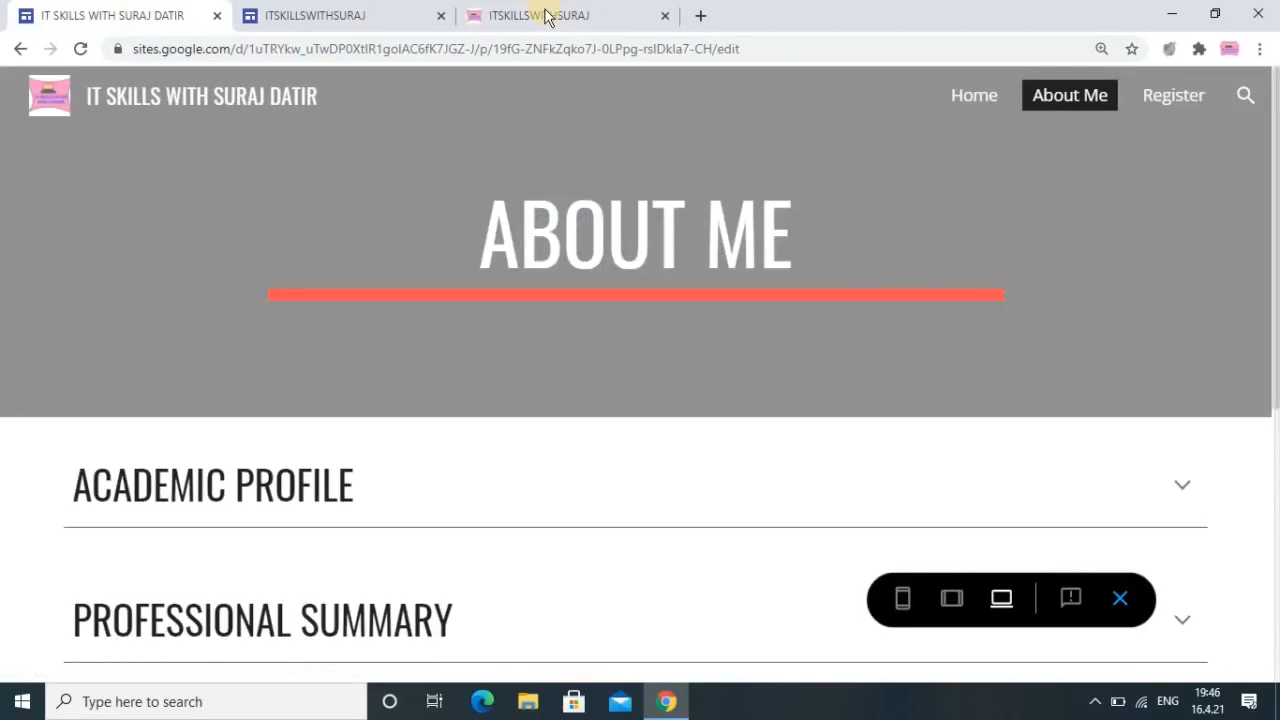 IT SKILLS WITH SURAJ DATIR
ITSKILLSWITHSURAJ
ITSKILLSWITHSURAJ
sites.google.com/d/1uTRYkw_uTwDP0XtIR1goIAC6fK7JGZ-J/p/19fG-ZNFkZqko7J-0LPpg-rsIDkla7-CH/edit
IT SKILLS WITH SURAJ DATIR
Home
About Me
Register
ABOUT ME
ACADEMIC PROFILE
PROFESSIONAL SUMMARY
Type here to search
ENG
19:46
16.4.21